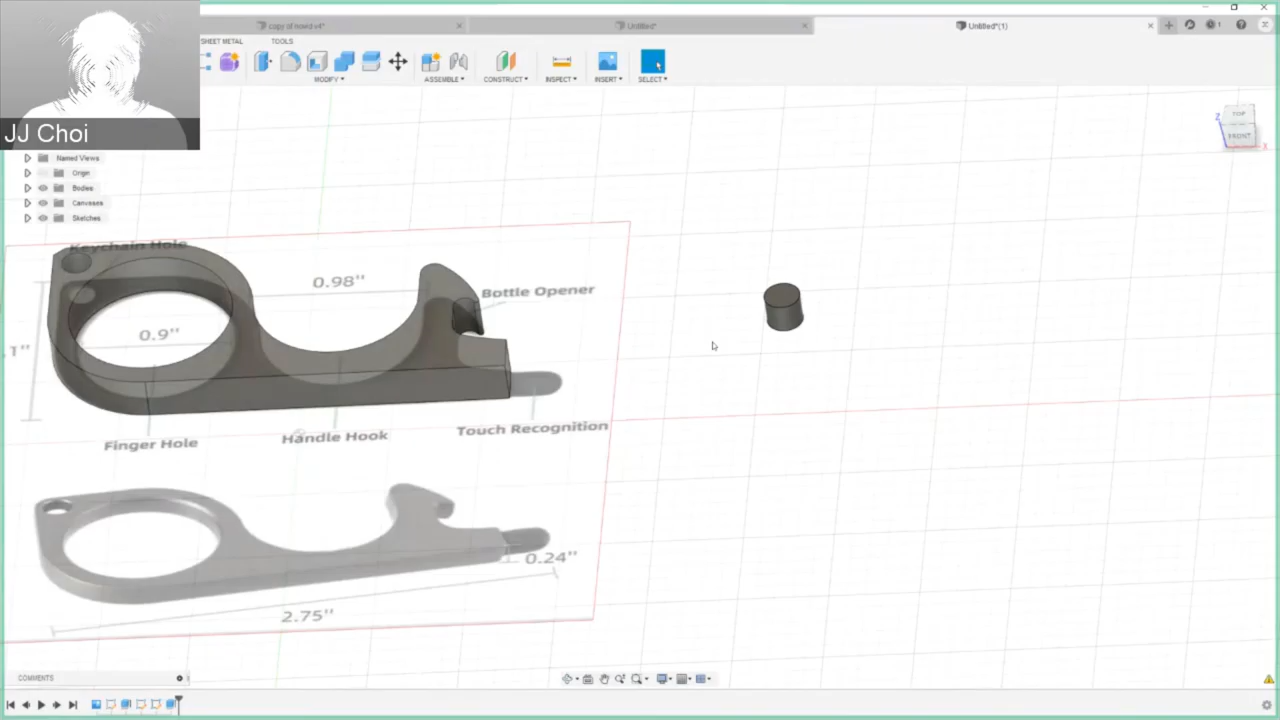 copy of novid v4*
Untitled*
Untitled*(1)
1
SHEET METAL
TOOLS
MODIFY
ASSEMBLE
CONSTRUCT
INSPECT
INSERT
SELECT
JJ Choi
TOP
FRONT
Z
X
Named Views
Origin
Bodies
Canvases
Sketches
Keychain Hole
0.98"
Bottle Opener
0.9"
1"
Finger Hole
Handle Hook
Touch Recognition
0.24"
2.75"
COMMENTS